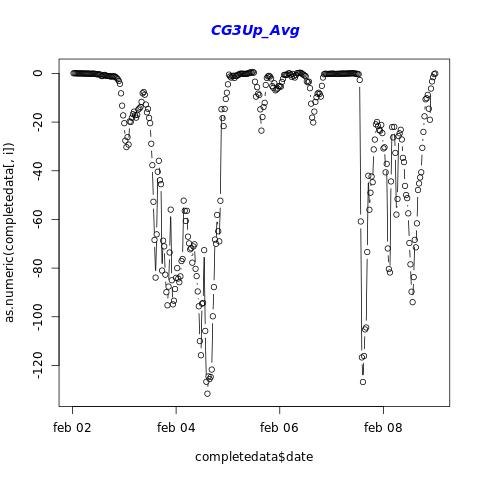 CG3Up_Avg
as.numeric(completedata[, i])
0
-20
-40
-60
-80
-100
-120
feb 02
feb 04
feb 06
feb 08
completedata$date